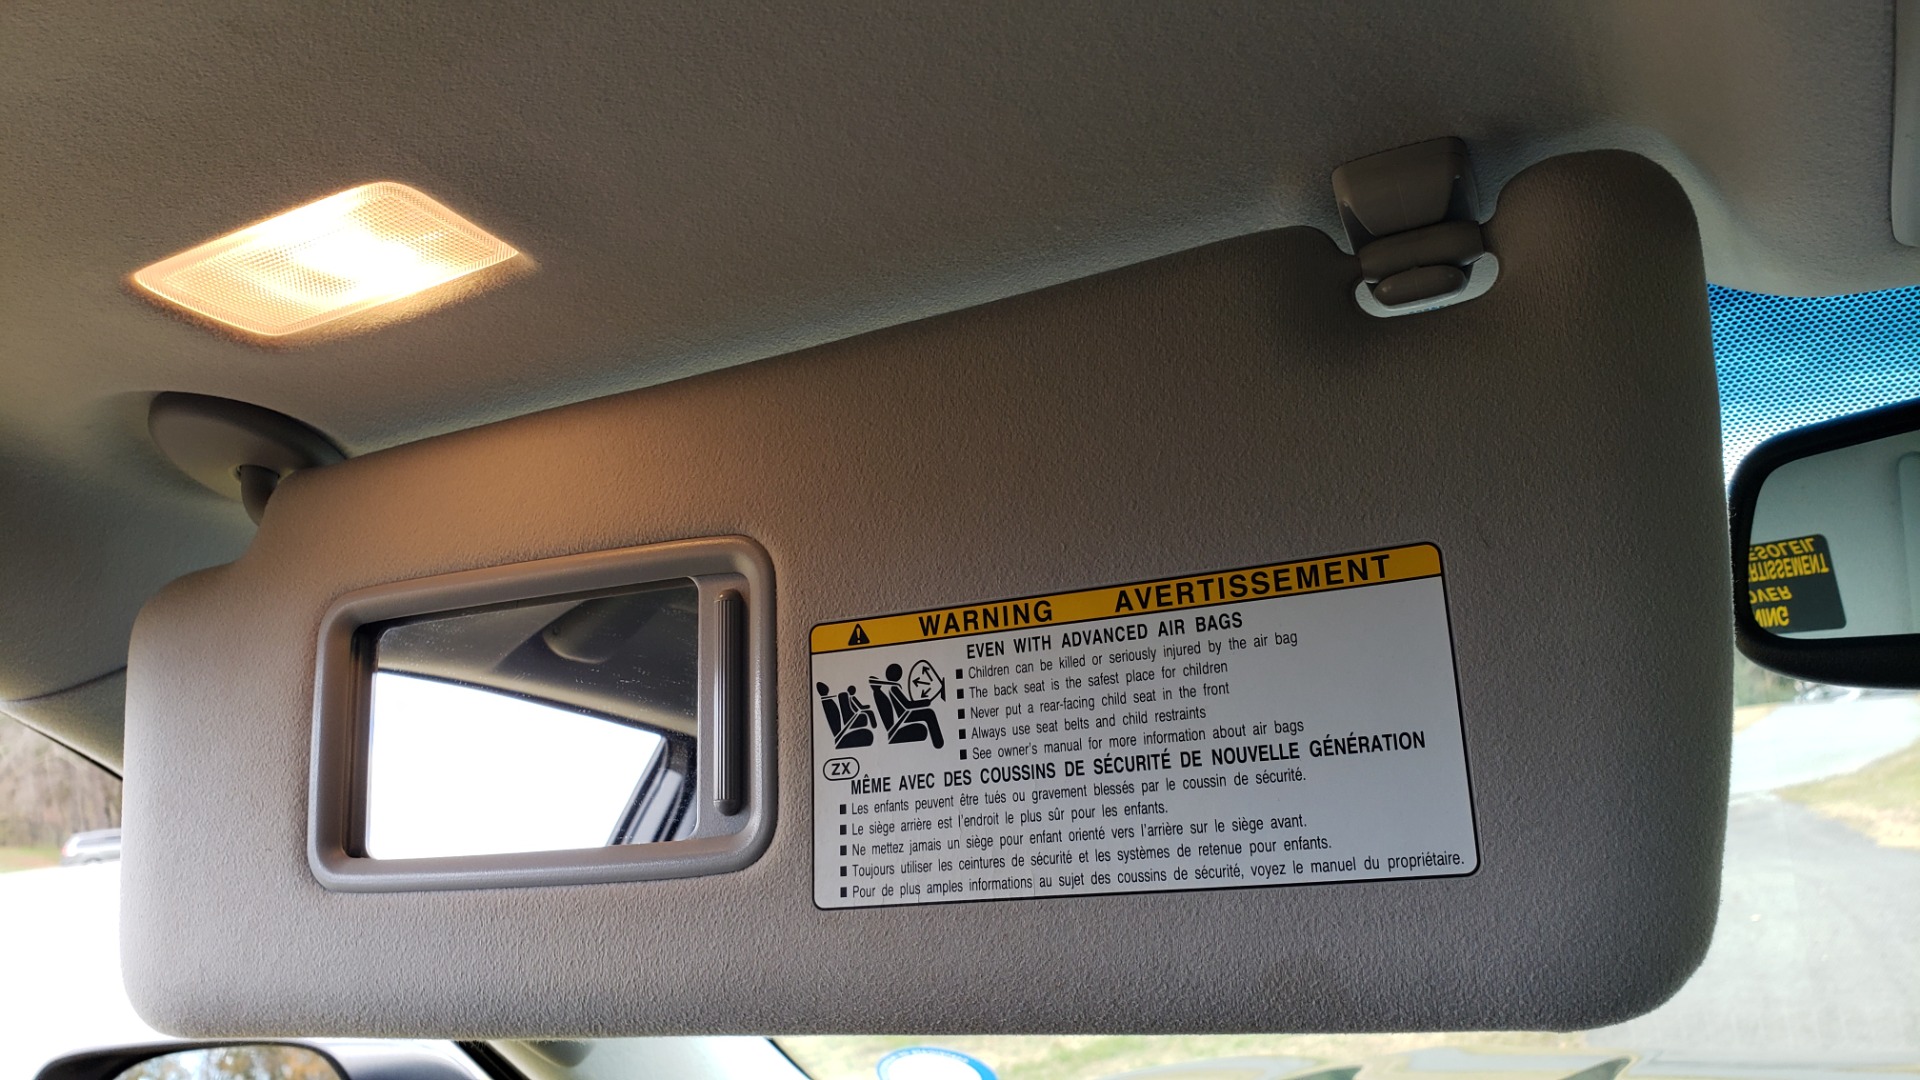 WARNING AVERTISSEMENT
EVEN WITH ADVANCED AIR BAGS
■ Children can be killed or seriously injured by the air bag
■ The back seat is the safest place for children
■ Never put a rear-facing child seat in the front
■ Always use seat belts and child restraints
■ See owner's manual for more information about air bags
ZX
MÊME AVEC DES COUSSINS DE SÉCURITÉ DE NOUVELLE GÉNÉRATION
■ Les enfants peuvent être tués ou gravement blessés par le coussin de sécurité.
■ Le siège arrière est l'endroit le plus sûr pour les enfants.
■ Ne mettez jamais un siège pour enfant orienté vers l'arrière sur le siège avant.
■ Toujours utiliser les ceintures de sécurité et les systèmes de retenue pour enfants.
■ Pour de plus amples informations au sujet des coussins de sécurité, voyez le manuel du propriétaire.